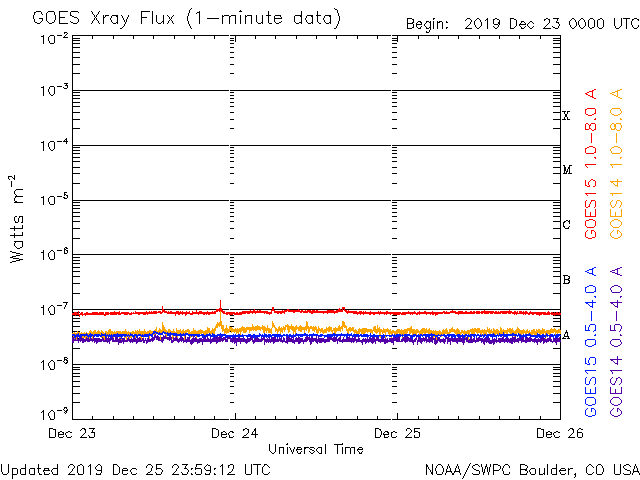 GOES Xray Flux (1-minute data)
Begin: 2019 Dec 23 0000 UTC
Watts m⁻²
10⁻²
10⁻³
10⁻⁴
10⁻⁵
10⁻⁶
10⁻⁷
10⁻⁸
10⁻⁹
X
M
C
B
A
GOES15 1.0-8.0 A
GOES14 1.0-8.0 A
GOES15 0.5-4.0 A
GOES14 0.5-4.0 A
Dec 23 Dec 24 Dec 25 Dec 26
Universal Time
Updated 2019 Dec 25 23:59:12 UTC
NOAA/SWPC Boulder, CO USA